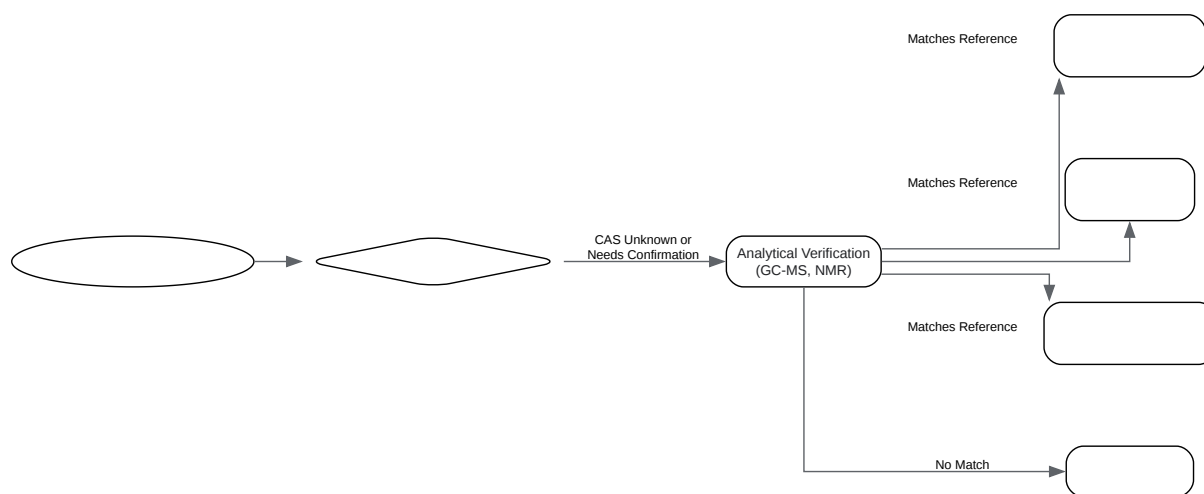 Matches Reference
Matches Reference
CAS Unknown or
Needs Confirmation
Analytical Verification
(GC-MS, NMR)
Matches Reference
No Match